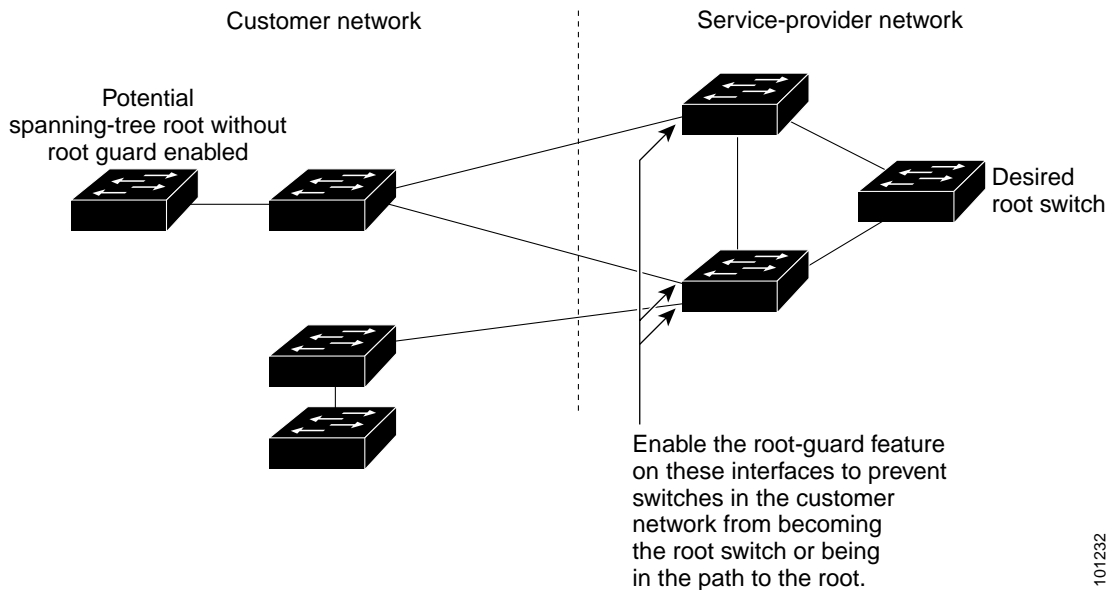 Customer network
Service-provider network
Potential
spanning-tree root without
root guard enabled
Desired
root switch
Enable the root-guard feature
on these interfaces to prevent
switches in the customer
network from becoming
the root switch or being
in the path to the root.
101232